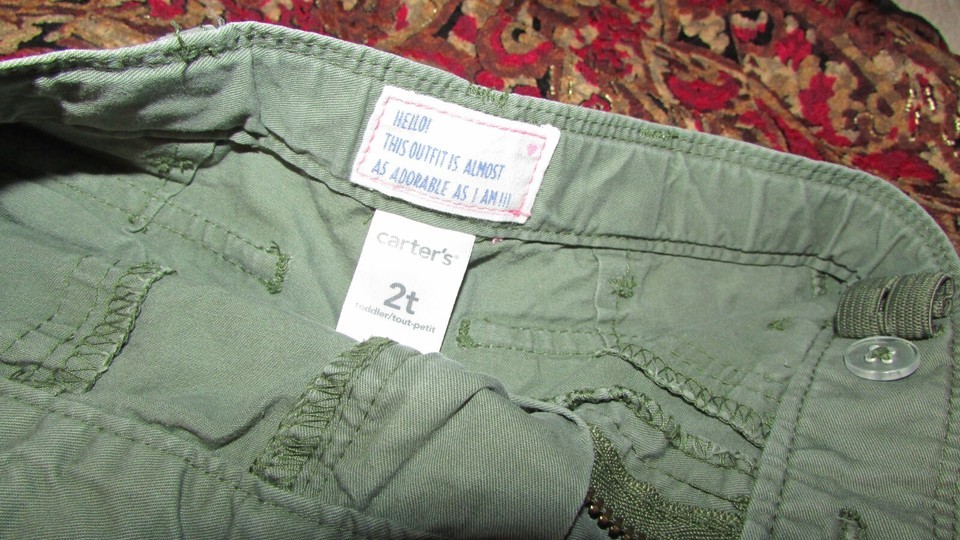 HELLO!
THIS OUTFIT IS ALMOST
AS ADORABLE AS I AM!!!
carter's®
2t
toddler/tout-petit